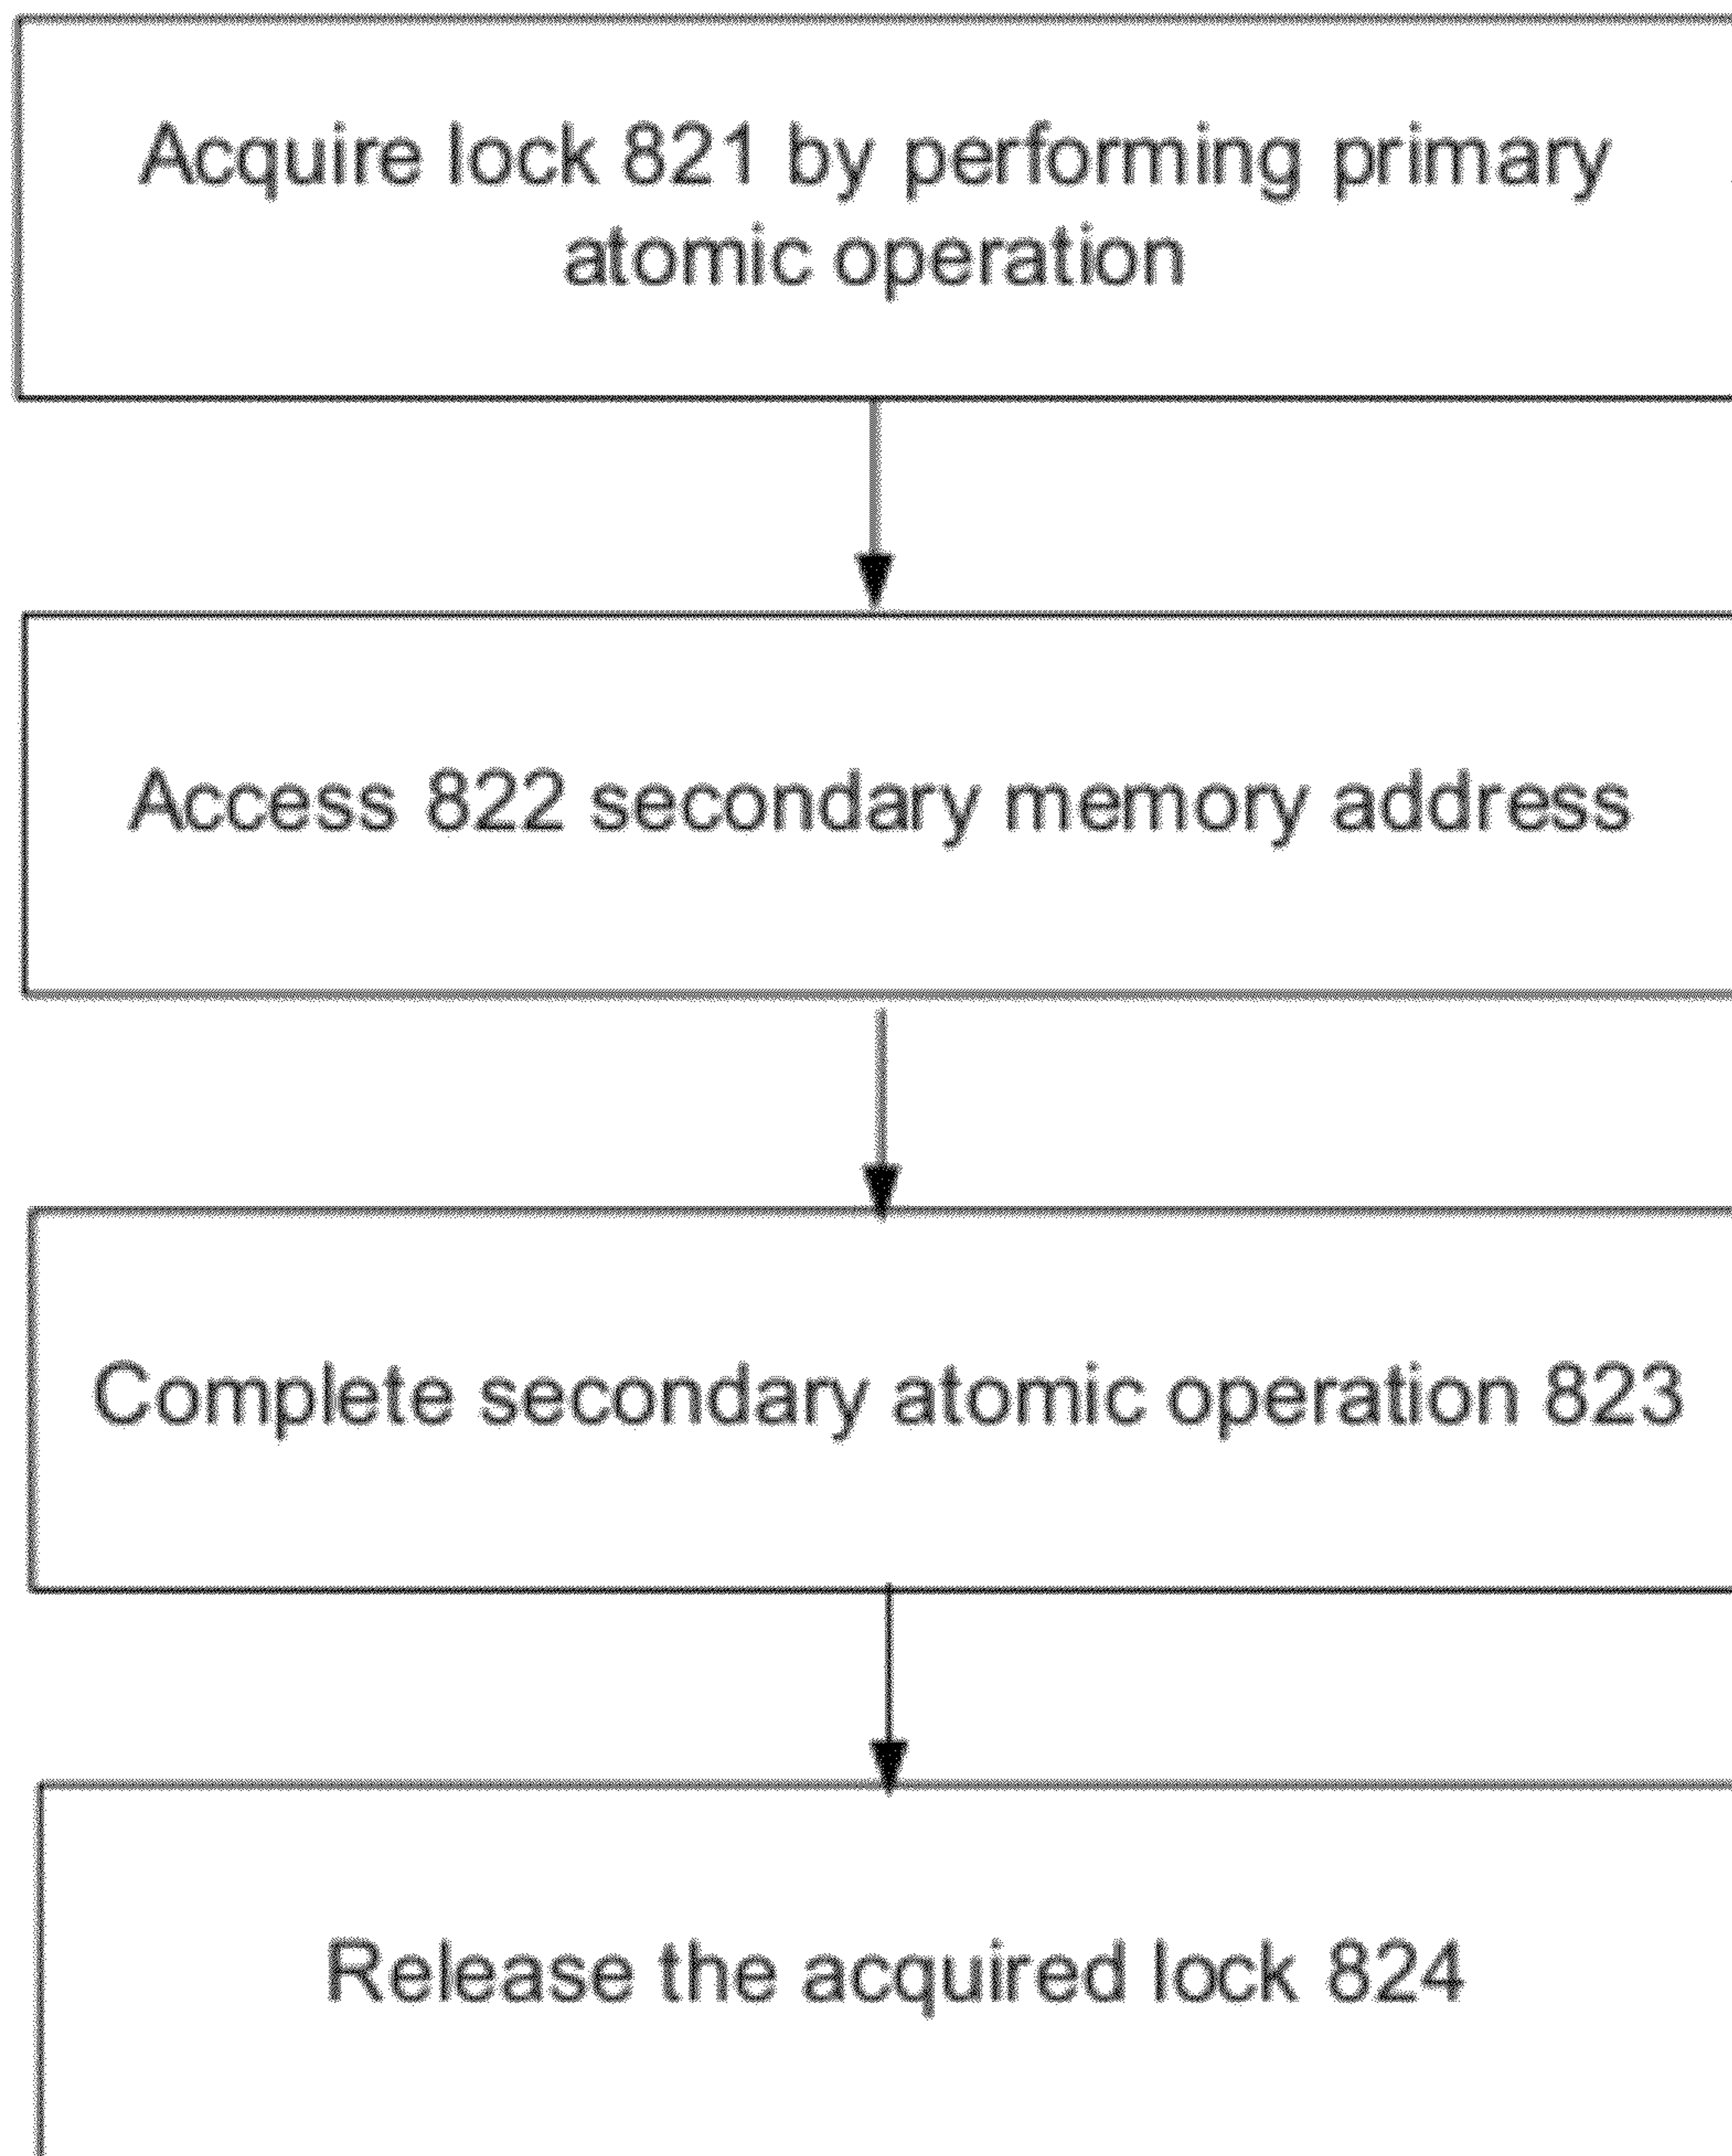 Acquire lock 821 by performing primary
atomic operation
Access 822 secondary memory address
Complete secondary atomic operation 823
Release the acquired lock 824